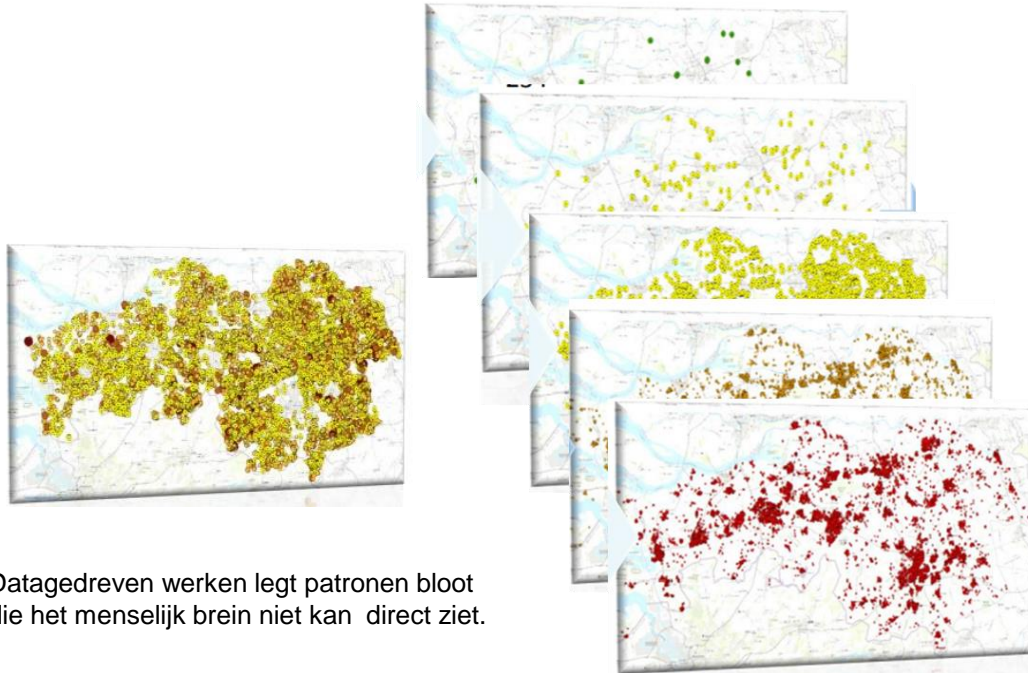 Datagedreven werken legt patronen bloot
die het menselijk brein niet kan  direct ziet.